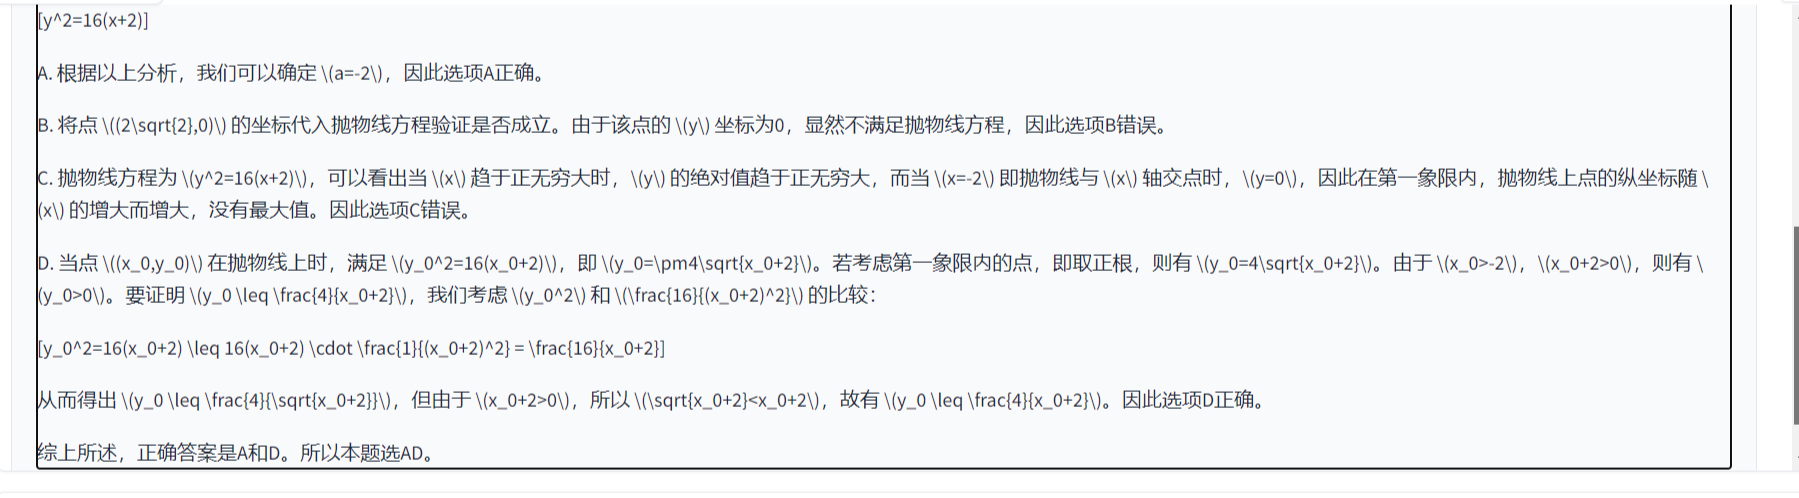 [y^2=16(x+2)]
A. 根据以上分析，我们可以确定 \(a=-2\)，因此选项A正确。
B. 将点 \((2\sqrt{2},0)\) 的坐标代入抛物线方程验证是否成立。由于该点的 \(y\) 坐标为0，显然不满足抛物线方程，因此选项B错误。
C. 抛物线方程为 \(y^2=16(x+2)\)，可以看出当 \(x\) 趋于正无穷大时，\(y\) 的绝对值趋于正无穷大，而当 \(x=-2\) 即抛物线与 \(x\) 轴交点时，\(y=0\)，因此在第一象限内，抛物线上点的纵坐标随 \
(x\) 的增大而增大，没有最大值。因此选项C错误。
D. 当点 \((x_0,y_0)\) 在抛物线上时，满足 \(y_0^2=16(x_0+2)\)，即 \(y_0=\pm4\sqrt{x_0+2}\)。若考虑第一象限内的点，即取正根，则有 \(y_0=4\sqrt{x_0+2}\)。由于 \(x_0>-2\)，\(x_0+2>0\)，则有 \
(y_0>0\)。要证明 \(y_0 \leq \frac{4}{x_0+2}\)，我们考虑 \(y_0^2\) 和 \(\frac{16}{(x_0+2)^2}\) 的比较：
[y_0^2=16(x_0+2) \leq 16(x_0+2) \cdot \frac{1}{(x_0+2)^2} = \frac{16}{x_0+2}]
从而得出 \(y_0 \leq \frac{4}{\sqrt{x_0+2}}\)，但由于 \(x_0+2>0\)，所以 \(\sqrt{x_0+2}<x_0+2\)，故有 \(y_0 \leq \frac{4}{x_0+2}\)。因此选项D正确。
综上所述，正确答案是A和D。所以本题选AD。